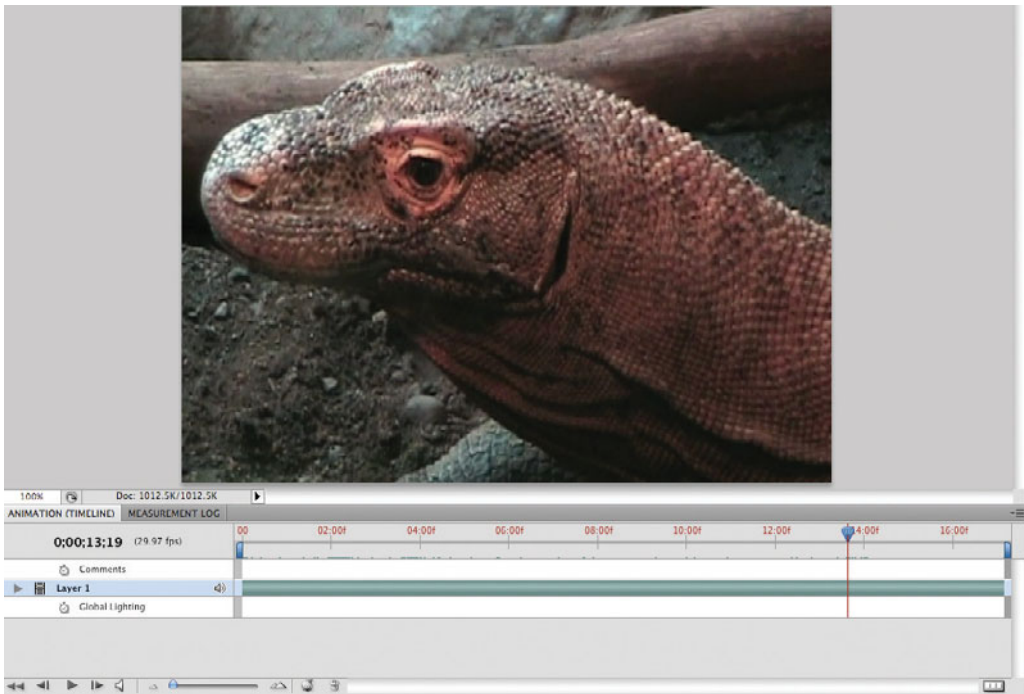 100% Doc: 1012.5K/1012.5K
ANIMATION (TIMELINE) MEASUREMENT LOG
00 02:00f 04:00f 06:00f 08:00f 10:00f 12:00f 14:00f 16:00f
0;00;13;19 (29.97 fps)
Comments
Layer 1
Global Lighting